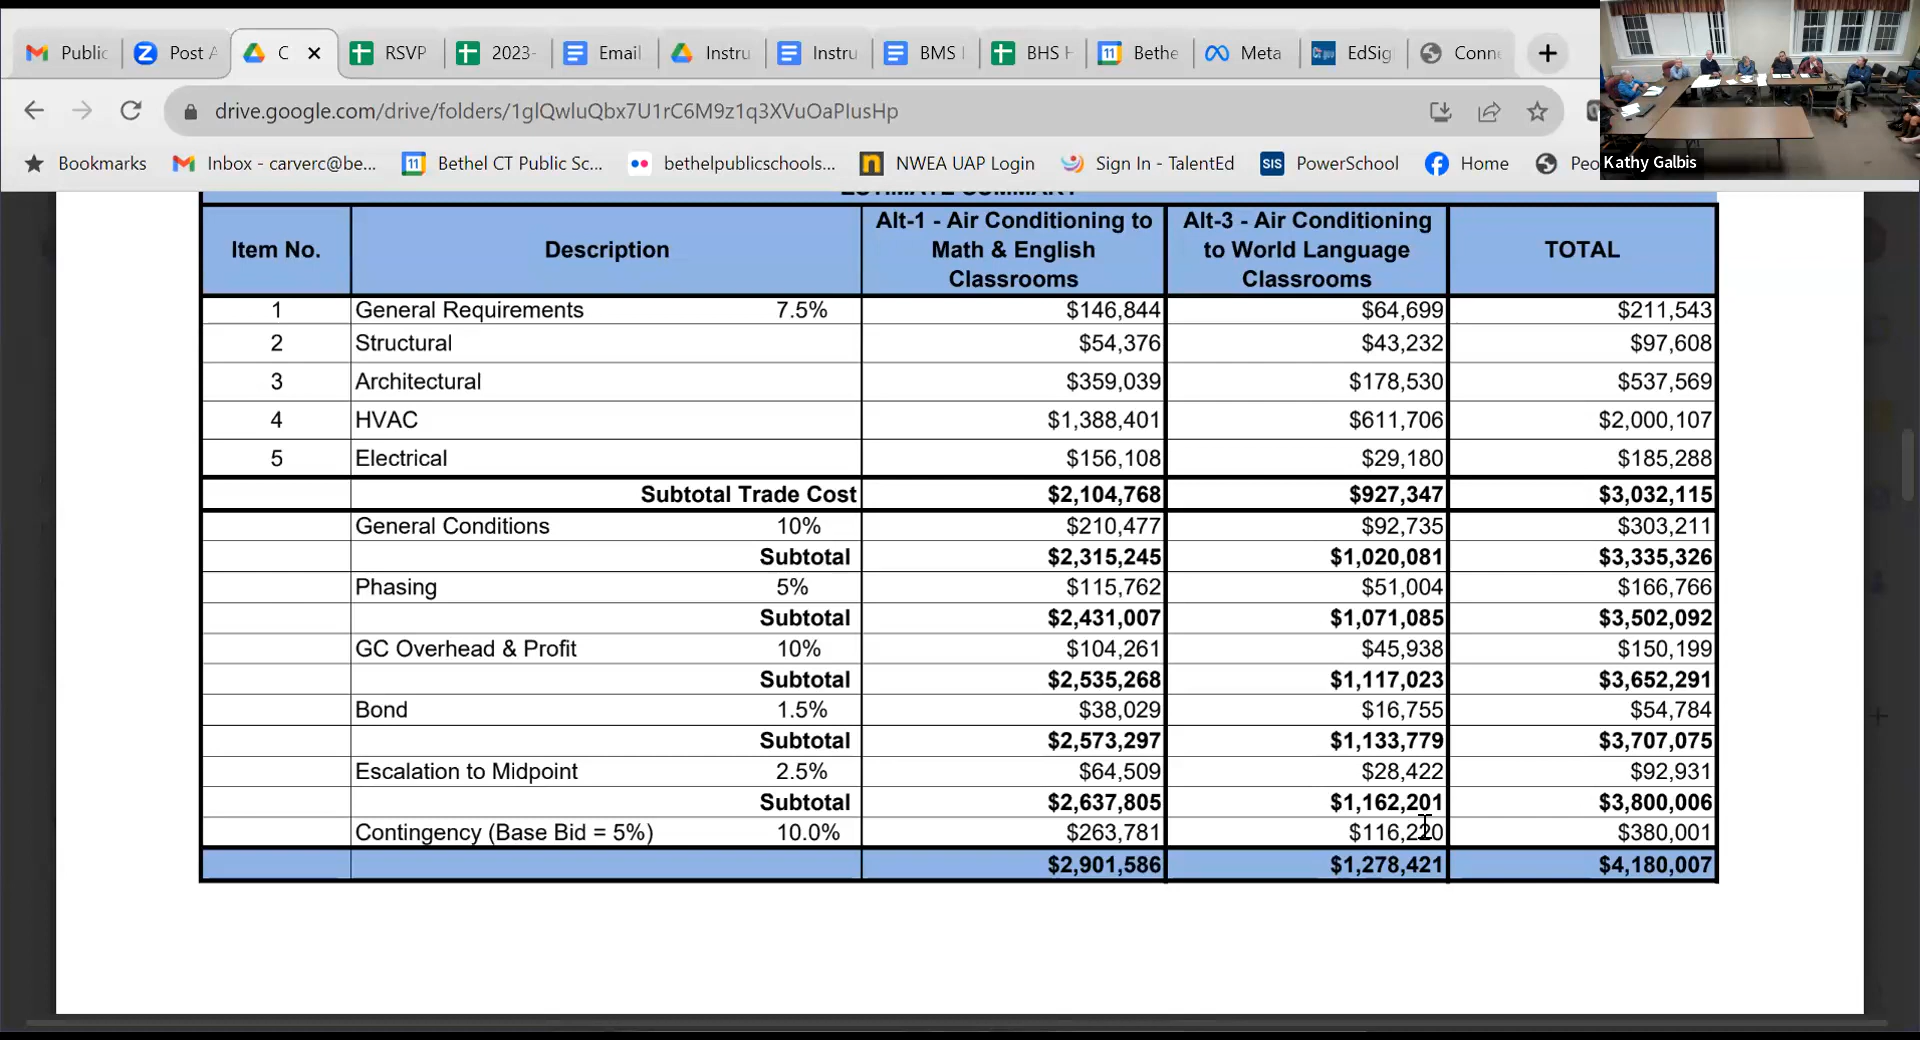 Public
Post A
C
RSVP
2023-
Email
Instru
Instru
BMS
BHS H
Bethe
Meta
EdSig
Conn
drive.google.com/drive/folders/1glQwluQbx7U1rC6M9z1q3XVuOaPIusHp
Bookmarks
Inbox - carverc@be...
Bethel CT Public Sc...
bethelpublicschools...
NWEA UAP Login
Sign In - TalentEd
SIS PowerSchool
Home
Peo
Kathy Galbis
ESTIMATE SUMMARY
Item No. Description Alt-1 - Air Conditioning to Math & English Classrooms Alt-3 - Air Conditioning to World Language Classrooms TOTAL
1 General Requirements 7.5% $146,844 $64,699 $211,543
2 Structural $54,376 $43,232 $97,608
3 Architectural $359,039 $178,530 $537,569
4 HVAC $1,388,401 $611,706 $2,000,107
5 Electrical $156,108 $29,180 $185,288
Subtotal Trade Cost $2,104,768 $927,347 $3,032,115
General Conditions 10% $210,477 $92,735 $303,211
Subtotal $2,315,245 $1,020,081 $3,335,326
Phasing 5% $115,762 $51,004 $166,766
Subtotal $2,431,007 $1,071,085 $3,502,092
GC Overhead & Profit 10% $104,261 $45,938 $150,199
Subtotal $2,535,268 $1,117,023 $3,652,291
Bond 1.5% $38,029 $16,755 $54,784
Subtotal $2,573,297 $1,133,779 $3,707,075
Escalation to Midpoint 2.5% $64,509 $28,422 $92,931
Subtotal $2,637,805 $1,162,201 $3,800,006
Contingency (Base Bid = 5%) 10.0% $263,781 $116,220 $380,001
$2,901,586 $1,278,421 $4,180,007